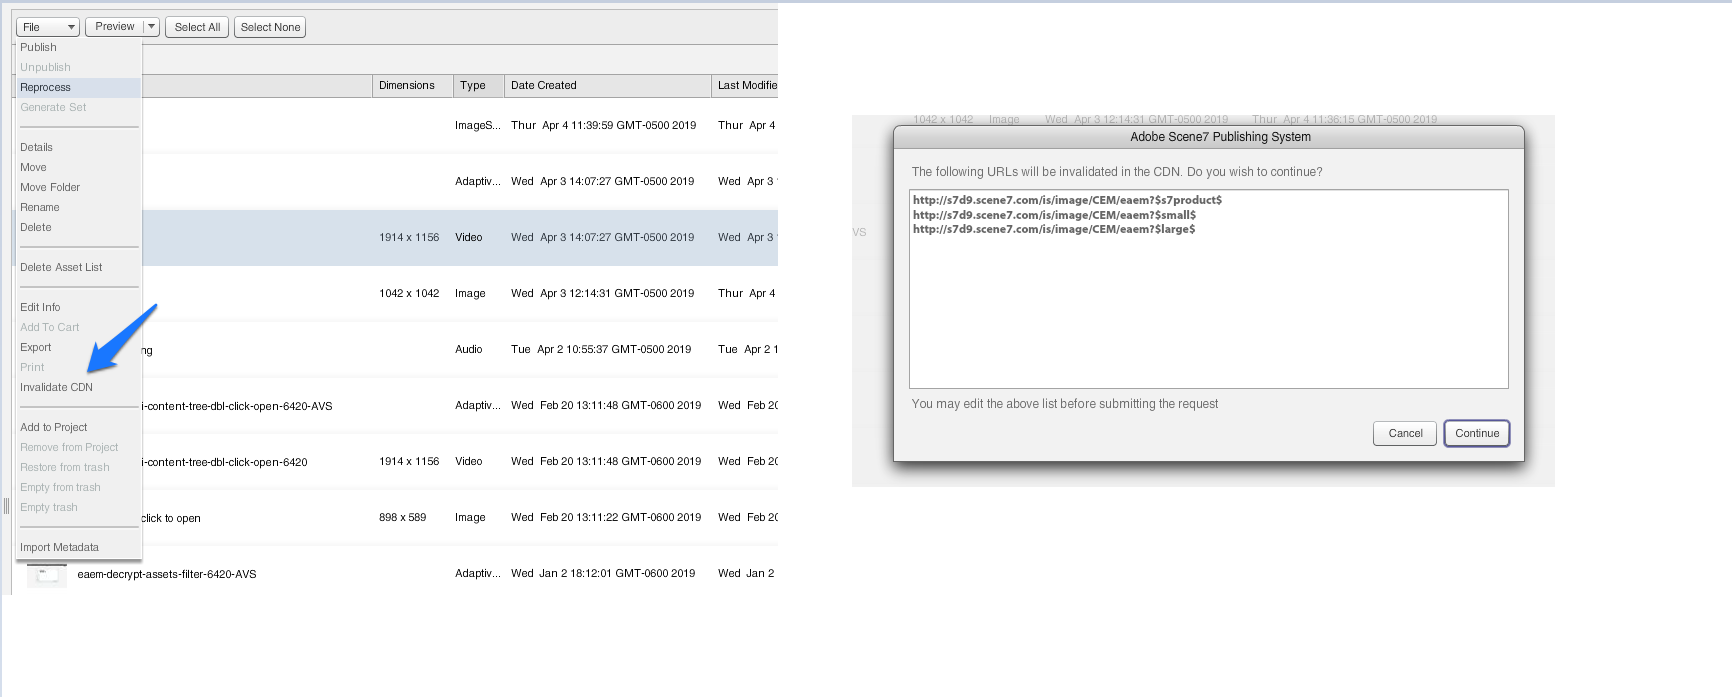 File Preview Select All Select None
Publish
Unpublish
Reprocess
Generate Set
Details
Move
Move Folder
Rename
Delete
Delete Asset List
Edit Info
Add To Cart
Export
Print
Invalidate CDN
Add to Project
Remove from Project
Restore from trash
Empty from trash
Empty trash
Import Metadata
Dimensions Type Date Created Last Modifie
ImageS... Thur Apr 4 11:39:59 GMT-0500 2019 Thur Apr 4
Adaptiv... Wed Apr 3 14:07:27 GMT-0500 2019 Wed Apr 3
1914 x 1156 Video Wed Apr 3 14:07:27 GMT-0500 2019 Wed Apr 3
1042 x 1042 Image Wed Apr 3 12:14:31 GMT-0500 2019 Thur Apr 4
ng Audio Tue Apr 2 10:55:37 GMT-0500 2019 Tue Apr 2 1
i-content-tree-dbl-click-open-6420-AVS Adaptiv... Wed Feb 20 13:11:48 GMT-0600 2019 Wed Feb 20
i-content-tree-dbl-click-open-6420 1914 x 1156 Video Wed Feb 20 13:11:48 GMT-0600 2019 Wed Feb 20
click to open 898 x 589 Image Wed Feb 20 13:11:22 GMT-0600 2019 Wed Feb 20
eaem-decrypt-assets-filter-6420-AVS Adaptiv... Wed Jan 2 18:12:01 GMT-0600 2019 Wed Jan 2
1042 x 1042 Image Wed Apr 3 12:14:31 GMT-0500 2019 Thur Apr 4 11:36:15 GMT-0500 2019
VS
Adobe Scene7 Publishing System
The following URLs will be invalidated in the CDN. Do you wish to continue?
http://s7d9.scene7.com/is/image/CEM/eaem?$s7product$
http://s7d9.scene7.com/is/image/CEM/eaem?$small$
http://s7d9.scene7.com/is/image/CEM/eaem?$large$
You may edit the above list before submitting the request
Cancel Continue